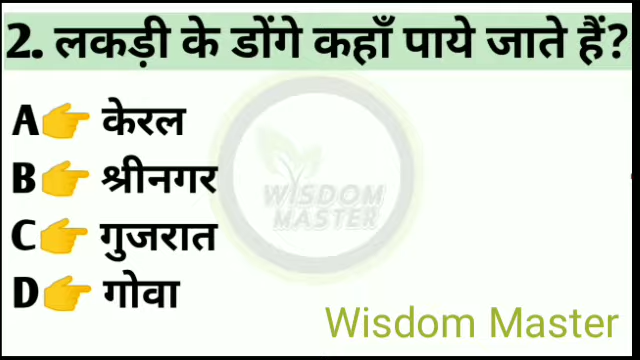 2. लकड़ी के डोंगे कहाँ पाये जाते हैं?
A👉 केरल
B👉 श्रीनगर
WISDOM
MASTER
C👉 गुजरात
D👉 गोवा
Wisdom Master